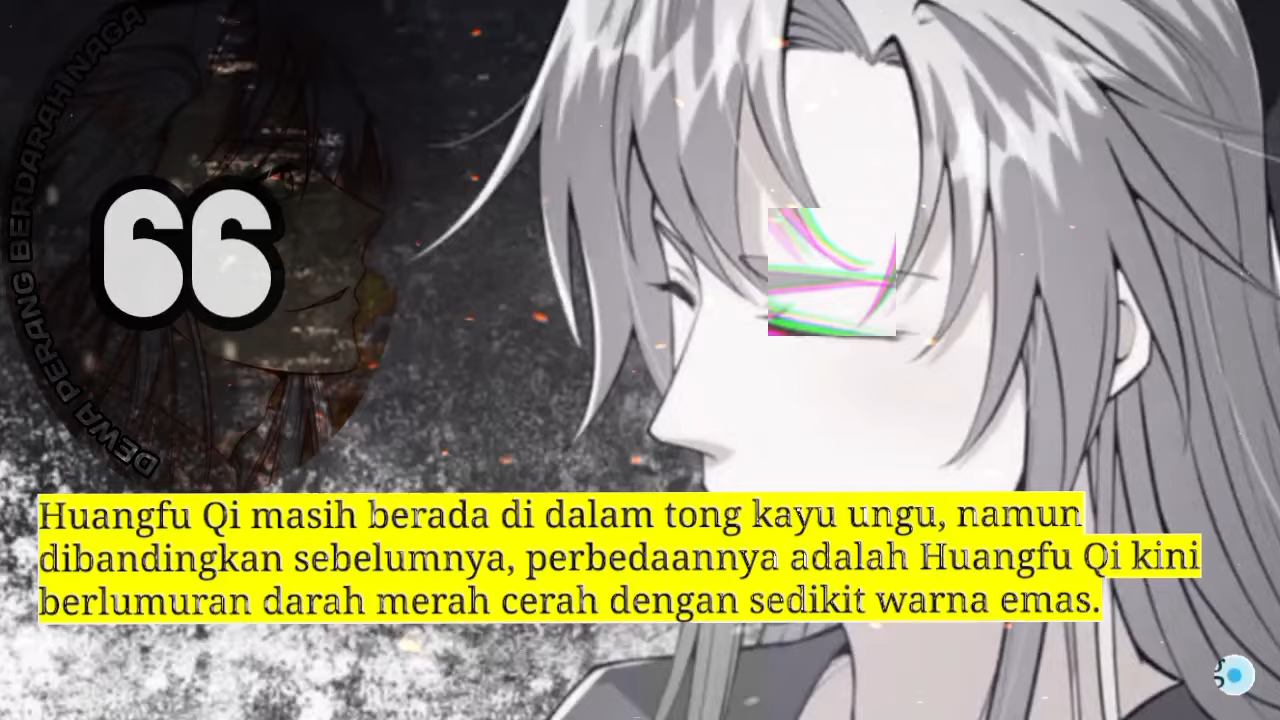 DEWA PERANG BERDARAH NAGA
66
Huangfu Qi masih berada di dalam tong kayu ungu, namun
dibandingkan sebelumnya, perbedaannya adalah Huangfu Qi kini
berlumuran darah merah cerah dengan sedikit warna emas.